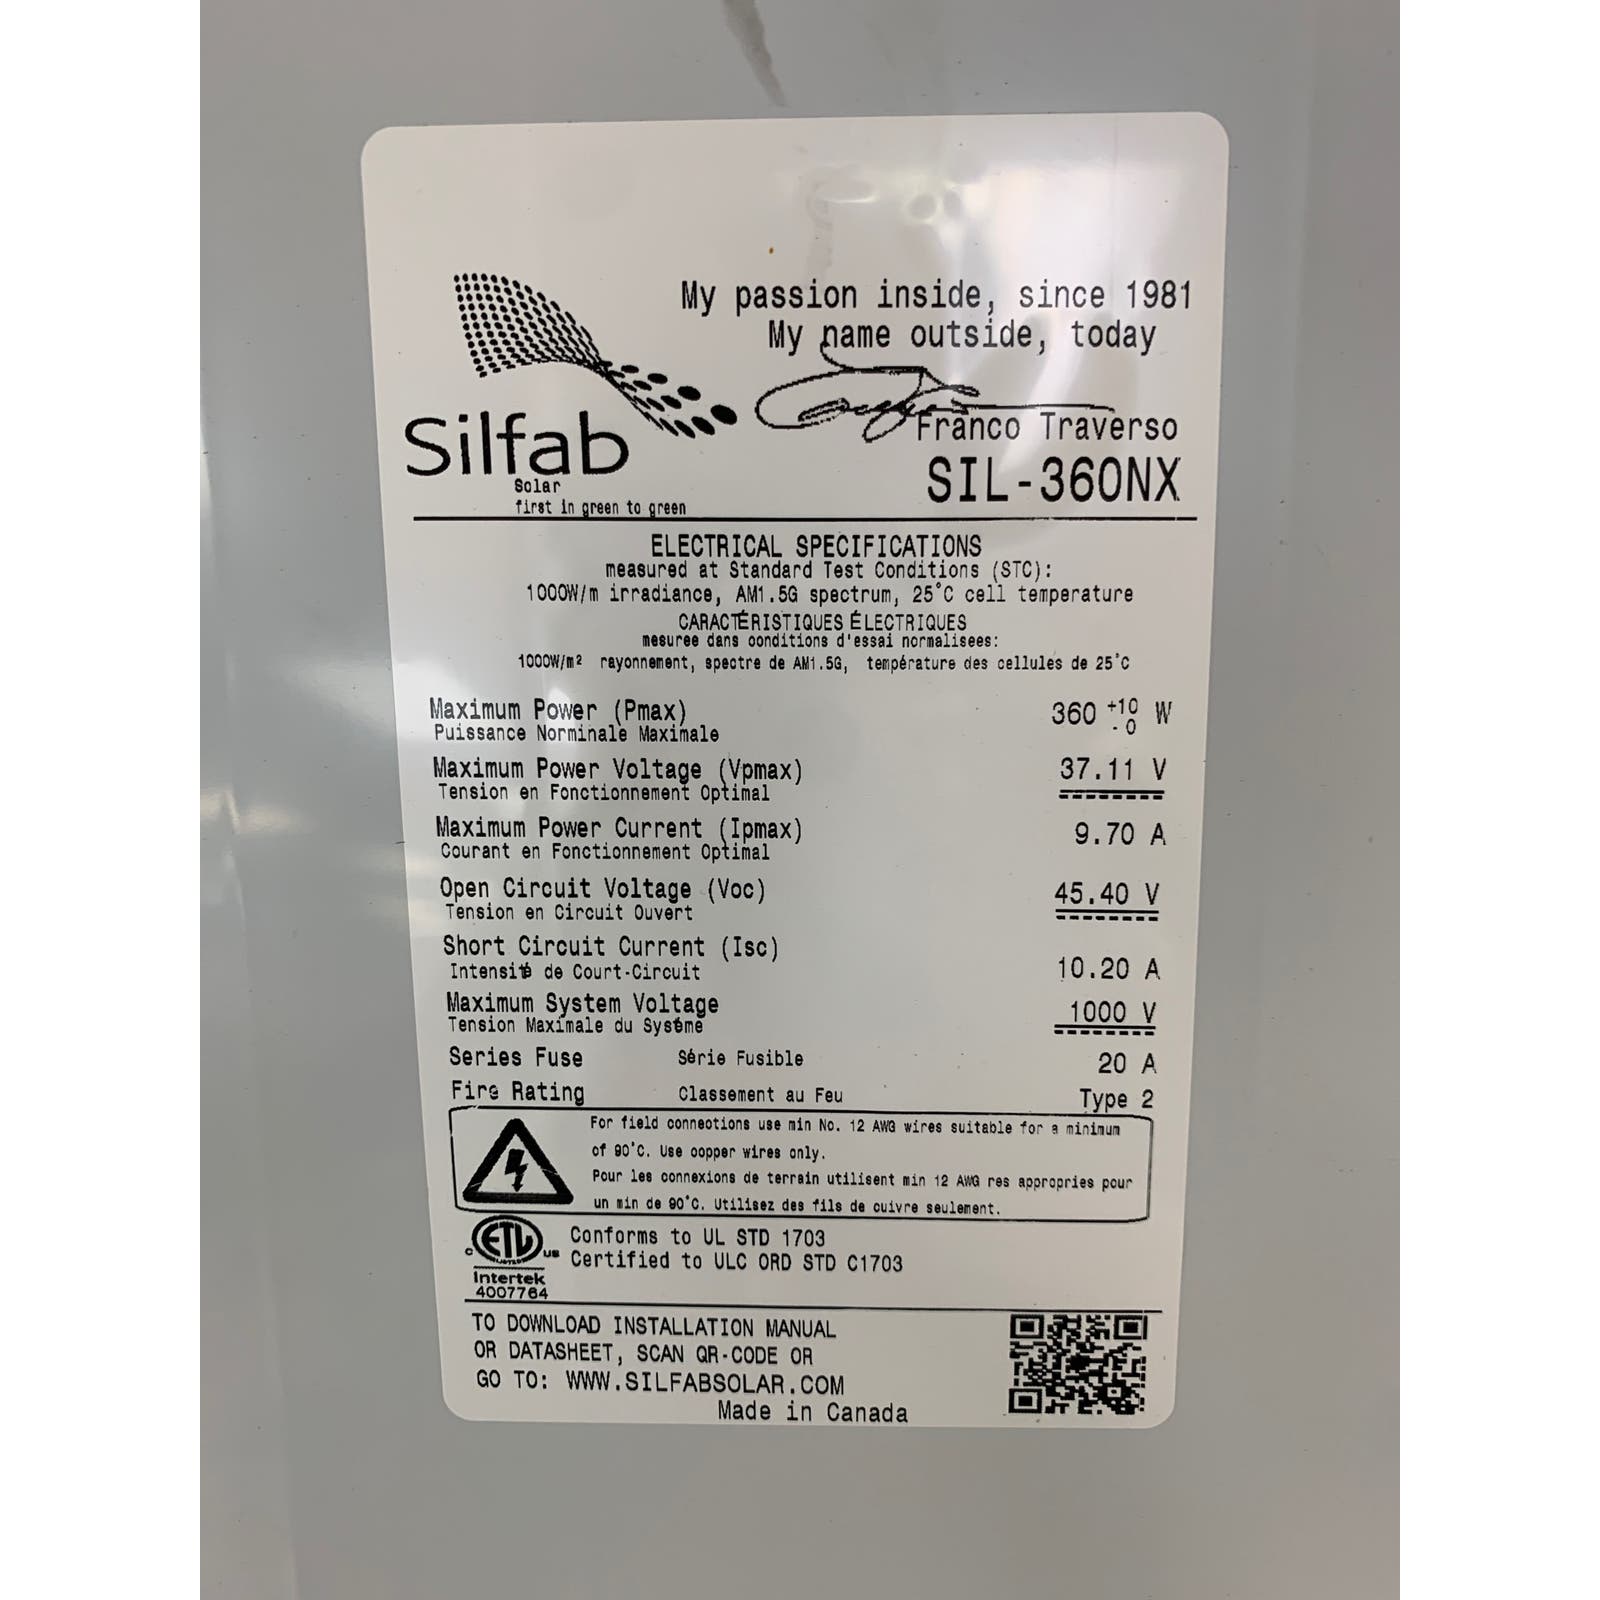 My passion inside, since 1981
My name outside, today
Franco Traverso
Silfab
Solar
first in green to green
SIL-360NX
ELECTRICAL SPECIFICATIONS
measured at Standard Test Conditions (STC):
1000W/m irradiance, AM1.5G spectrum, 25°C cell temperature
CARACTÉRISTIQUES ÉLECTRIQUES
mesuree dans conditions d'essai normalisees:
1000W/m² rayonnement, spectre de AM1.5G, température des cellules de 25°C
Maximum Power (Pmax) 360 +10 -0 W
Puissance Norminale Maximale
Maximum Power Voltage (Vpmax) 37.11 V
Tension en Fonctionnement Optimal
Maximum Power Current (Ipmax) 9.70 A
Courant en Fonctionnement Optimal
Open Circuit Voltage (Voc) 45.40 V
Tension en Circuit Ouvert
Short Circuit Current (Isc) 10.20 A
Intensité de Court-Circuit
Maximum System Voltage 1000 V
Tension Maximale du Système
Series Fuse Série Fusible 20 A
Fire Rating Classement au Feu Type 2
For field connections use min No. 12 AWG wires suitable for a minimum
of 90°C. Use copper wires only.
Pour les connexions de terrain utilisent min 12 AWG res appropries pour
un min de 90°C. Utilisez des fils de cuivre seulement.
C ETL US
LISTED
Intertek
4007764
Conforms to UL STD 1703
Certified to ULC ORD STD C1703
TO DOWNLOAD INSTALLATION MANUAL
OR DATASHEET, SCAN QR-CODE OR
GO TO: WWW.SILFABSOLAR.COM
Made in Canada